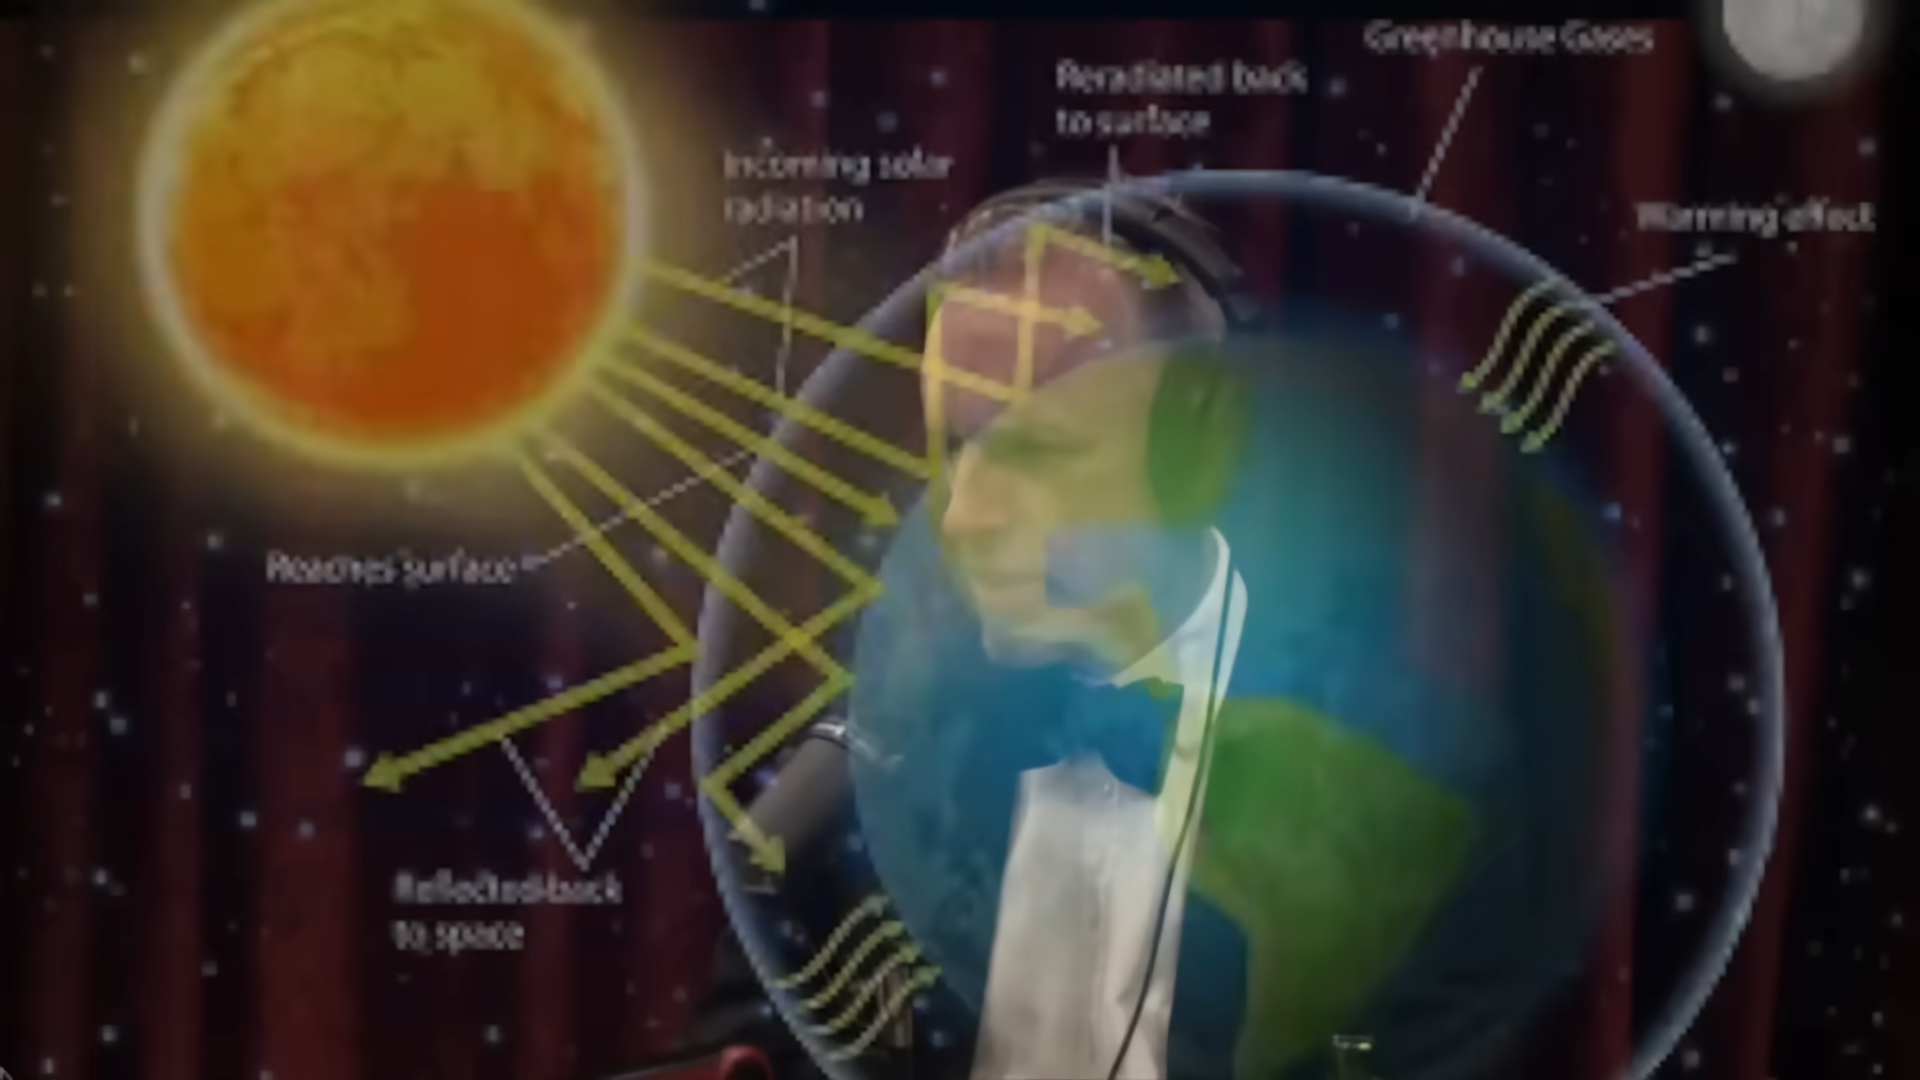 Greenhouse Gases
Reradiated back
to surface
Incoming solar
radiation
Warming effect
Reaches surface
Reflected back
to space